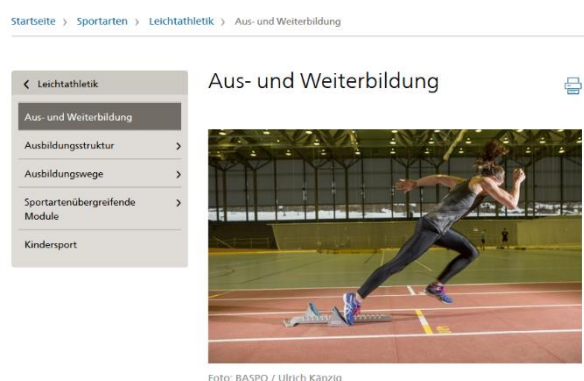 Startseite > Sportarten > Leichtathletik > Aus- und Weiterbildung
Leichtathletik
Aus- und Weiterbildung
Ausbildungsstruktur
Ausbildungswege
Sportartenübergreifende
Module
Kindersport
Aus- und Weiterbildung
Foto: BASPO / Ulrich Känzig